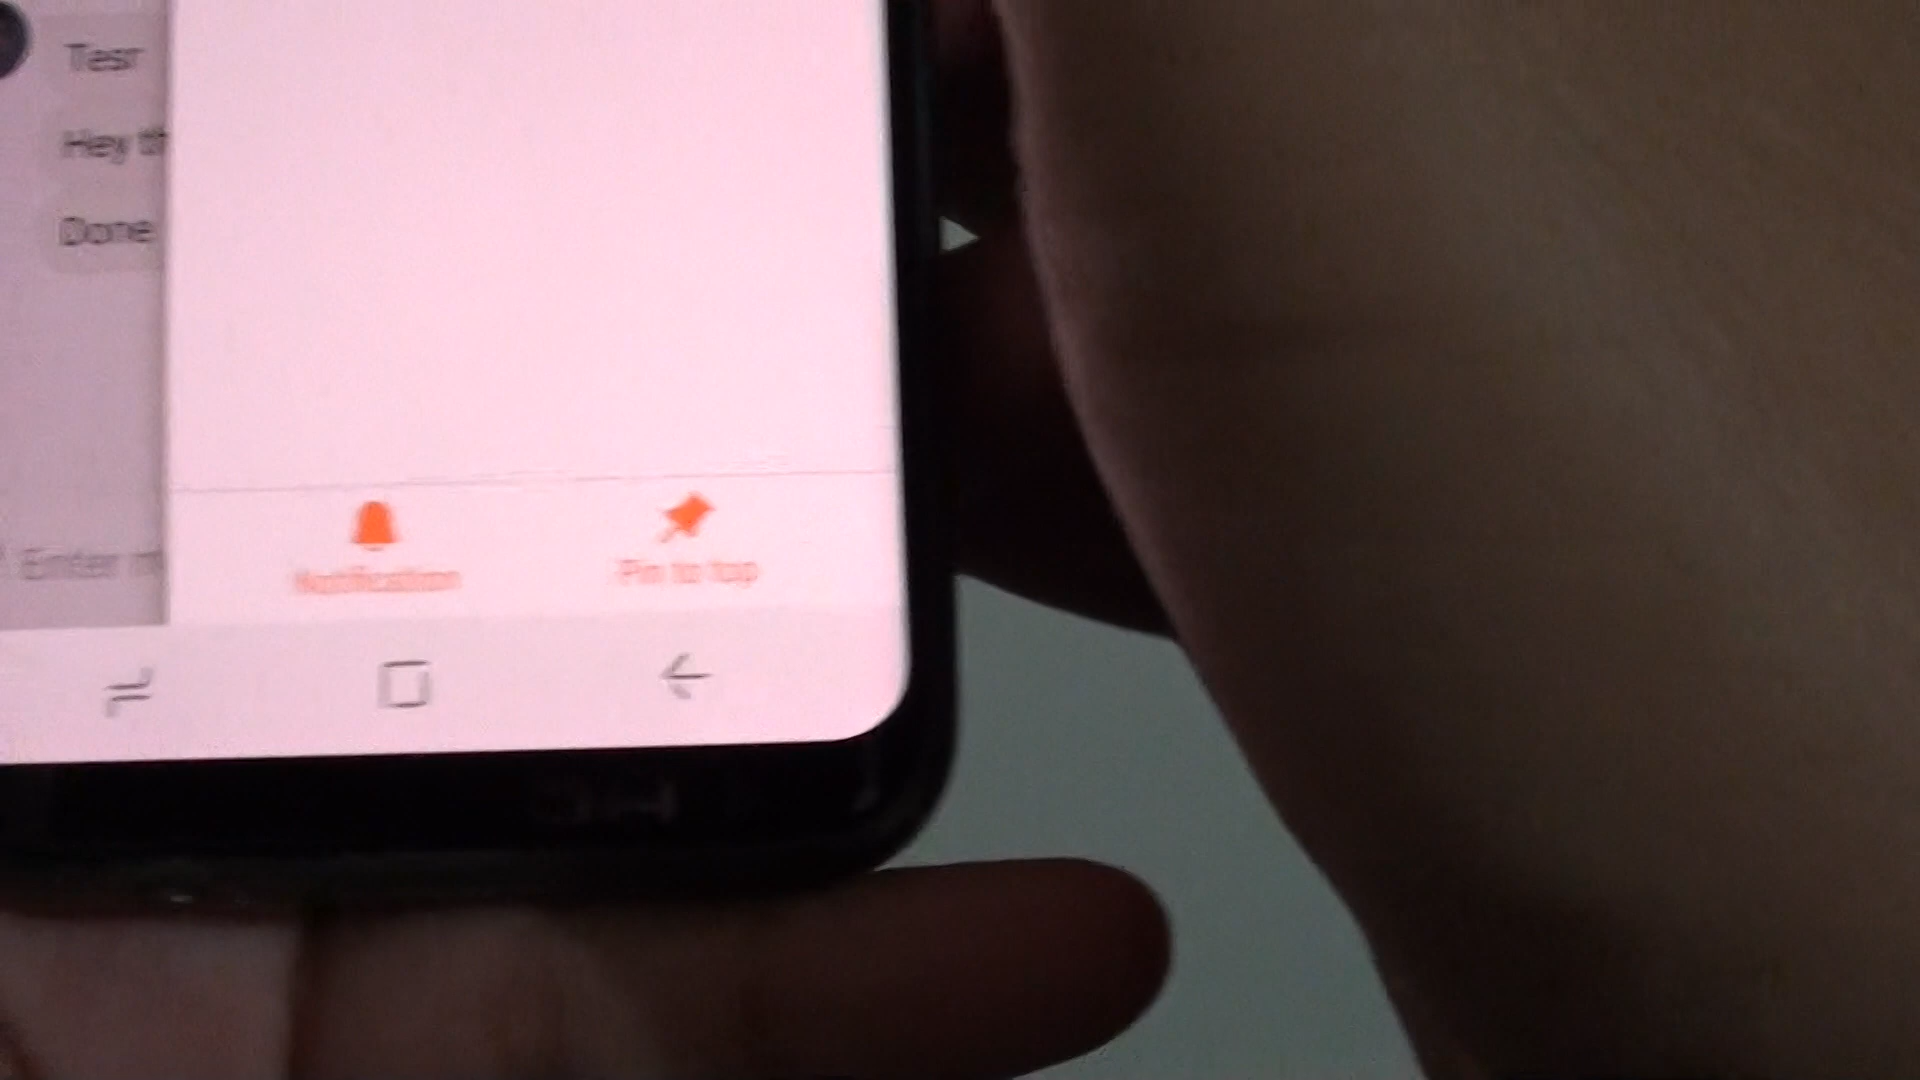 Tesr
Hey th
Done
Enter m
Notification
Pin to top